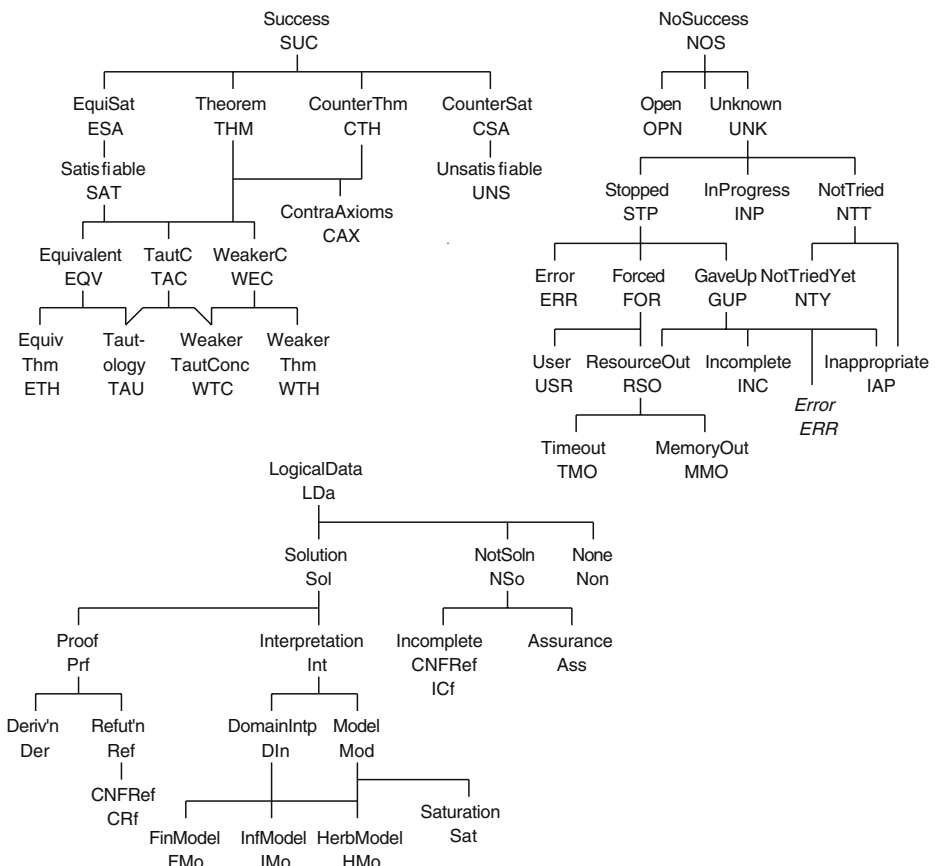 Success
SUC
NoSuccess
NOS
EquiSat
ESA
Theorem
THM
CounterThm
CTH
CounterSat
CSA
Open
OPN
Unknown
UNK
Satisfiable
SAT
Unsatisfiable
UNS
ContraAxioms
CAX
Stopped
STP
InProgress
INP
NotTried
NTT
Equivalent
EQV
TautC
TAC
WeakerC
WEC
Error
ERR
Forced
FOR
GaveUp
GUP
NotTriedYet
NTY
Equiv
Thm
ETH
Taut-
ology
TAU
Weaker
TautConc
WTC
Weaker
Thm
WTH
User
USR
ResourceOut
RSO
Incomplete
INC
Error
ERR
Inappropriate
IAP
Timeout
TMO
MemoryOut
MMO
LogicalData
LDa
Solution
Sol
NotSoln
NSo
None
Non
Proof
Prf
Interpretation
Int
Incomplete
CNFRef
ICf
Assurance
Ass
Deriv'n
Der
Refut'n
Ref
DomainIntp
DIn
Model
Mod
CNFRef
CRf
Saturation
Sat
FinModel
FMo
InfModel
IMo
HerbModel
HMo